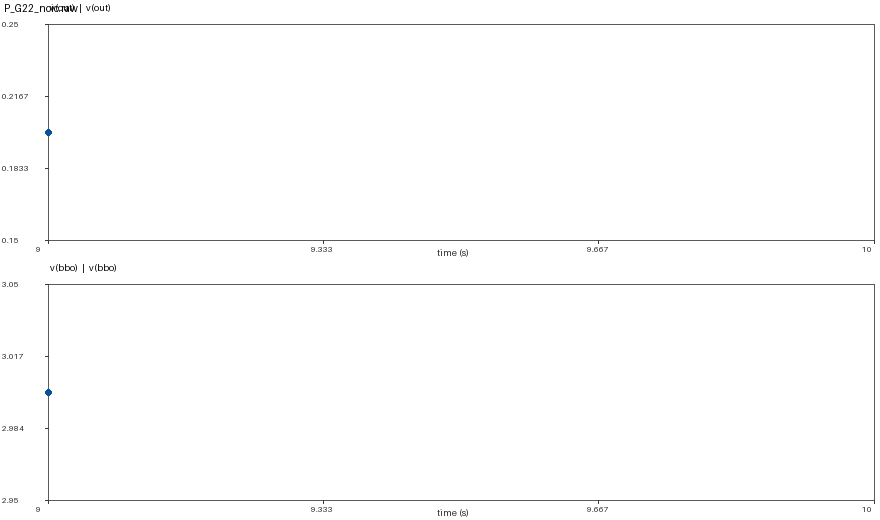 v(out) | v(out)
0.25
0.2167
0.1833
0.15
9 9.333 9.667 10
time (s)
v(bbo) | v(bbo)
3.05
3.017
2.984
2.95
9 9.333 9.667 10
time (s)